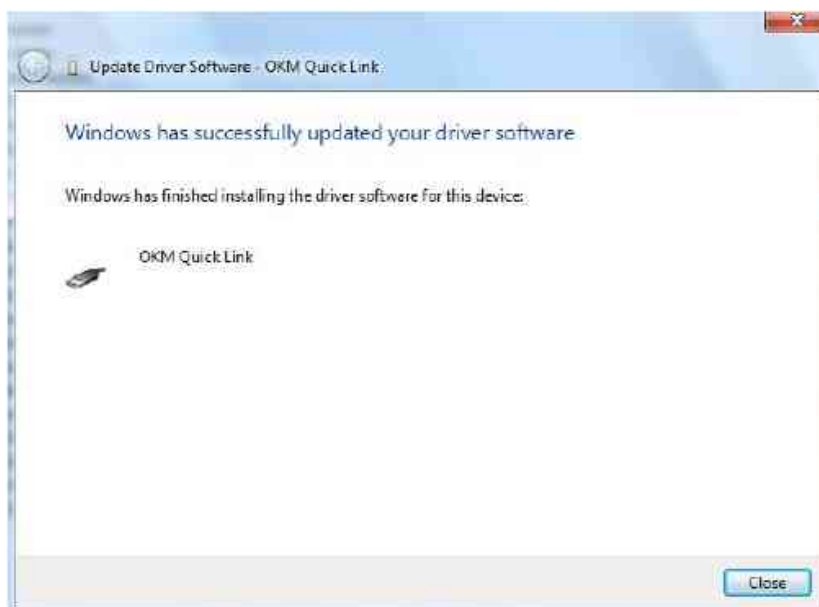 Update Driver Software - OKM Quick Link
Windows has successfully updated your driver software
Windows has finished installing the driver software for this device:
OKM Quick Link
Close